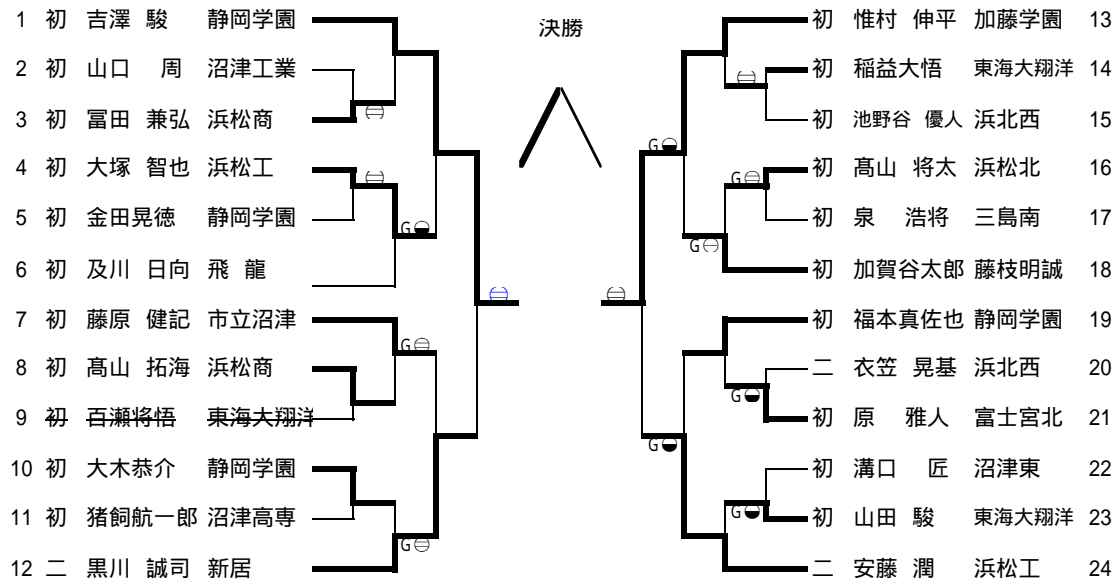 決勝
1 初 吉澤 駿 静岡学園
2 初 山口 周 沼津工業
3 初 冨田 兼弘 浜松商
4 初 大塚 智也 浜松工
5 初 金田晃徳 静岡学園
6 初 及川 日向 飛 龍
7 初 藤原 健記 市立沼津
8 初 髙山 拓海 浜松商
9 初 百瀬将悟 東海大翔洋
10 初 大木恭介 静岡学園
11 初 猪飼航一郎 沼津高専
12 二 黒川 誠司 新居
G
G
G
初 惟村 伸平 加藤学園 13
初 稲益大悟 東海大翔洋 14
初 池野谷 優人 浜北西 15
初 髙山 将太 浜松北 16
初 泉 浩将 三島南 17
初 加賀谷太郎 藤枝明誠 18
初 福本真佐也 静岡学園 19
二 衣笠 晃基 浜北西 20
初 原 雅人 富士宮北 21
初 溝口 匠 沼津東 22
初 山田 駿 東海大翔洋 23
二 安藤 潤 浜松工 24
G
G
G
G
G
G